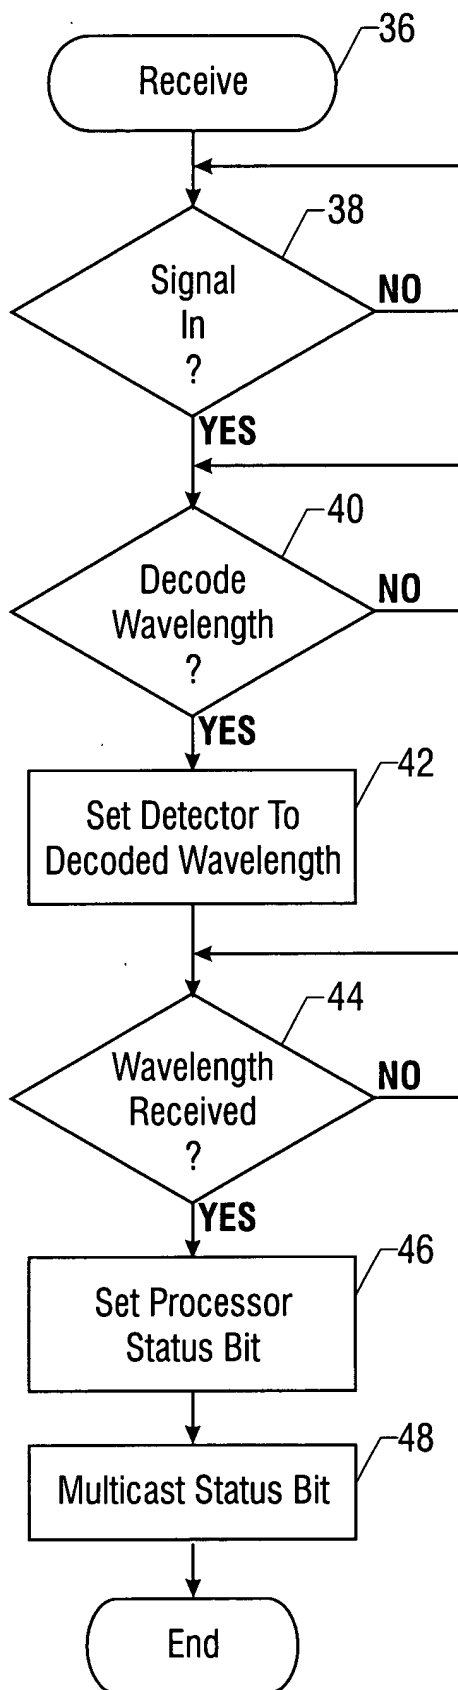 36
Receive
38
Signal
In
?
NO
YES
40
Decode
Wavelength
?
NO
YES
42
Set Detector To
Decoded Wavelength
44
Wavelength
Received
?
NO
YES
46
Set Processor
Status Bit
48
Multicast Status Bit
End